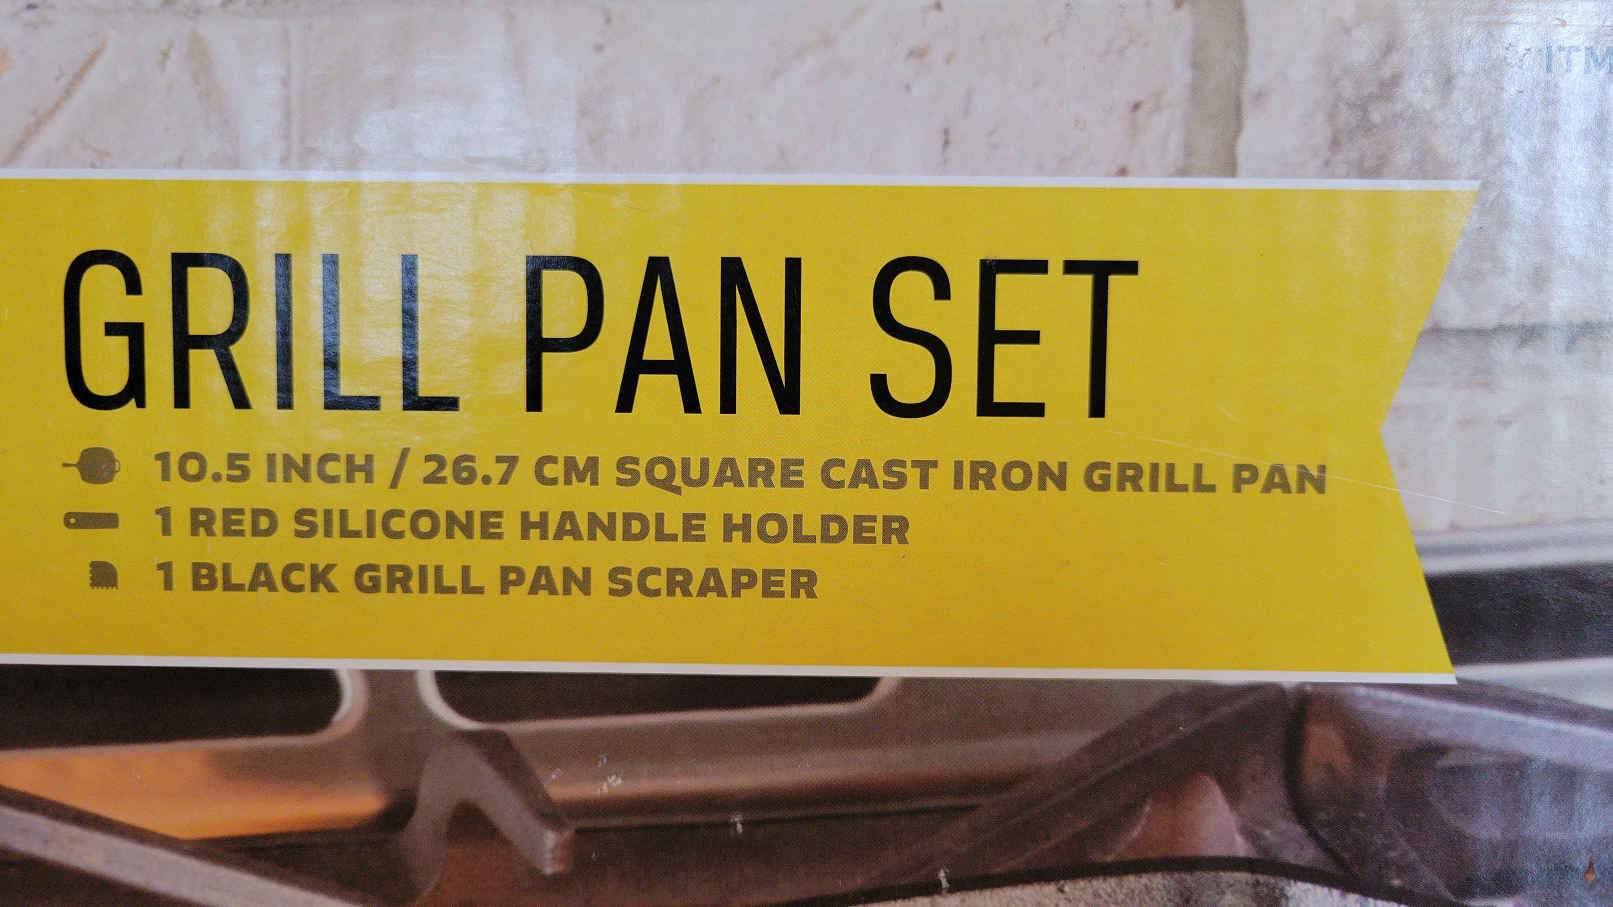 ITM
GRILL PAN SET
10.5 INCH / 26.7 CM SQUARE CAST IRON GRILL PAN
1 RED SILICONE HANDLE HOLDER
1 BLACK GRILL PAN SCRAPER